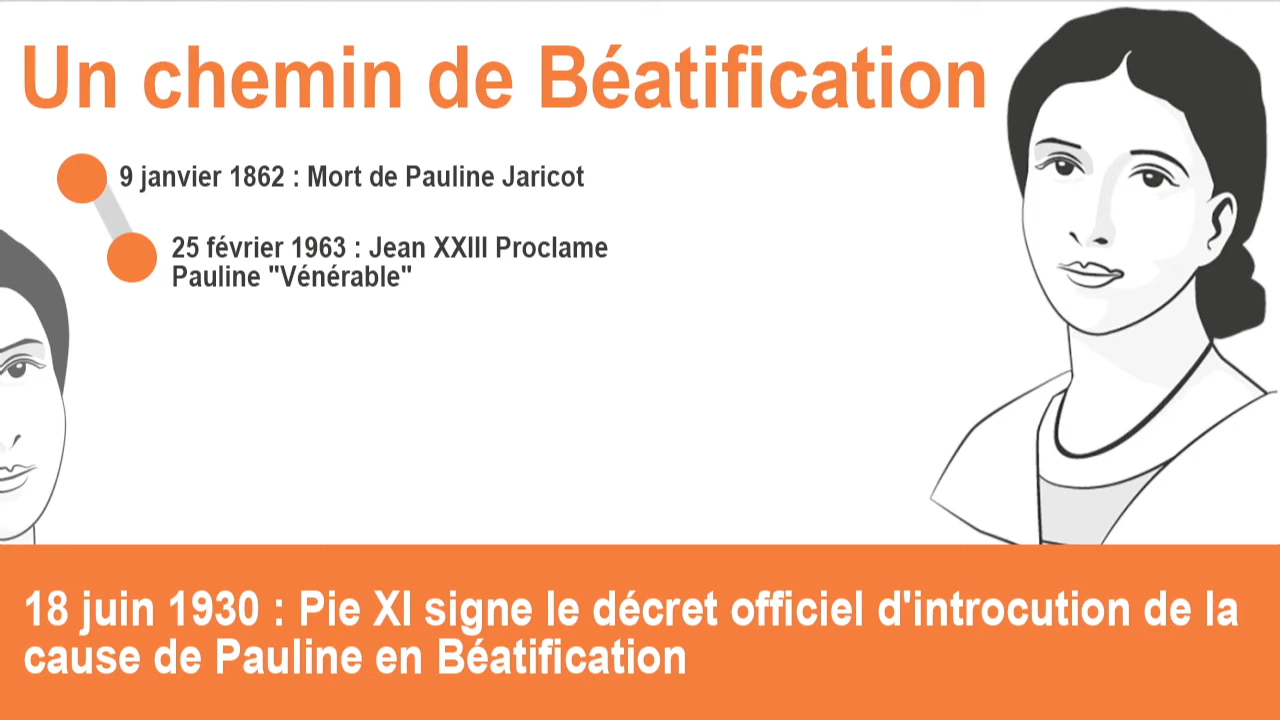 Un chemin de Béatification
9 janvier 1862 : Mort de Pauline Jaricot
25 février 1963 : Jean XXIII Proclame
Pauline "Vénérable"
18 juin 1930 : Pie XI signe le décret officiel d'introcution de la
cause de Pauline en Béatification